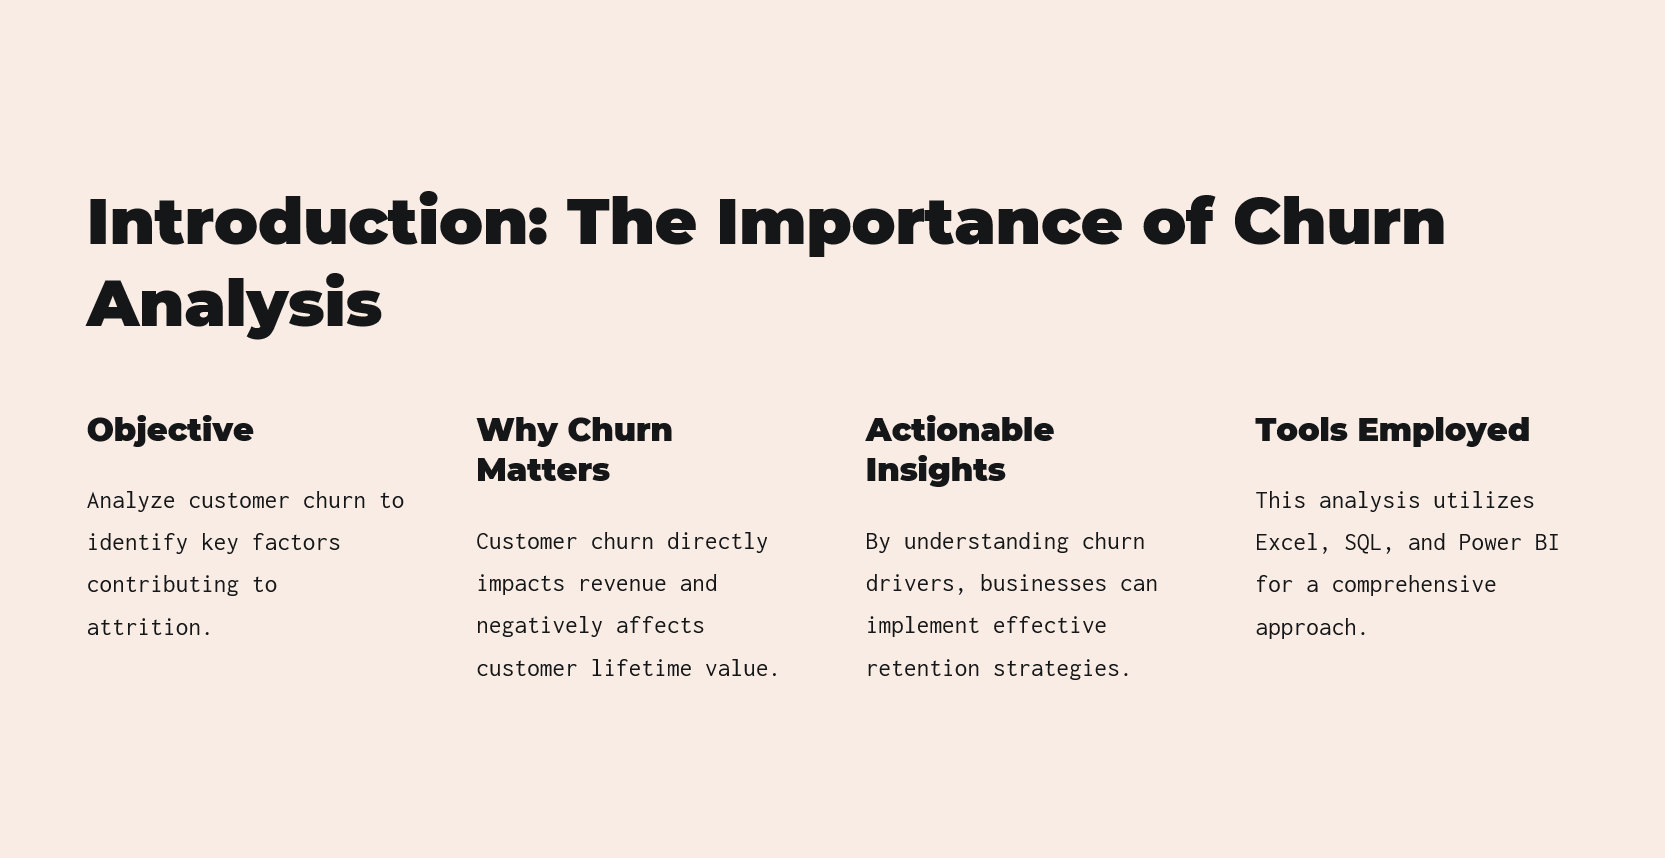 Introduction: The Importance of Churn
Analysis
Objective
Analyze customer churn to
identify key factors
contributing to
attrition.
Why Churn
Matters
Customer churn directly
impacts revenue and
negatively affects
customer lifetime value.
Actionable
Insights
By understanding churn
drivers, businesses can
implement effective
retention strategies.
Tools Employed
This analysis utilizes
Excel, SQL, and Power BI
for a comprehensive
approach.